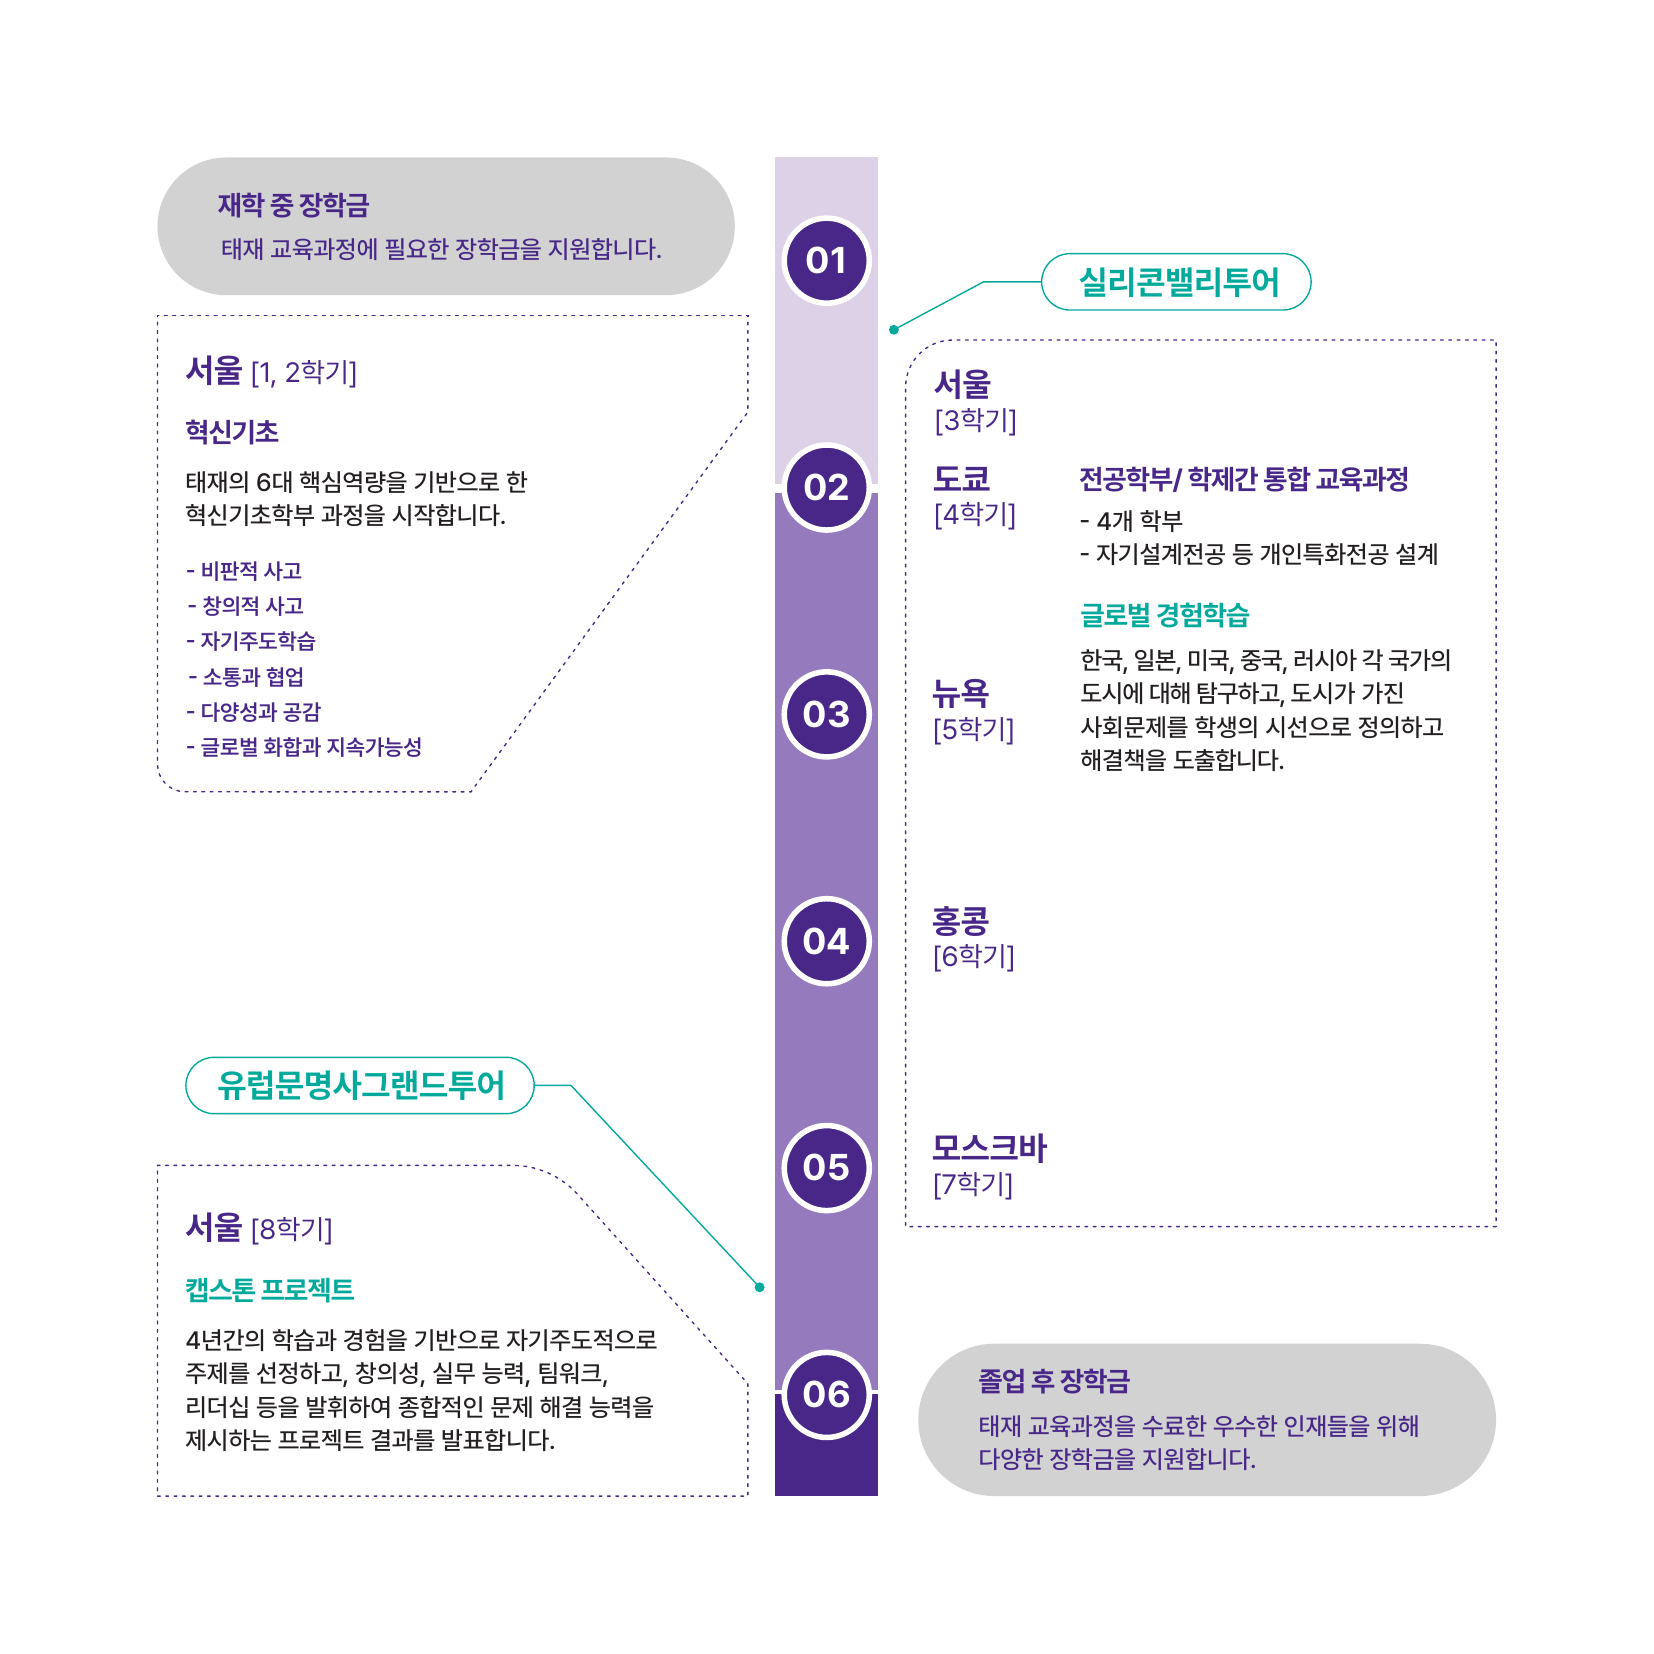 재학 중 장학금
태재 교육과정에 필요한 장학금을 지원합니다.
서울 [1, 2학기]
혁신기초
태재의 6대 핵심역량을 기반으로 한
혁신기초학부 과정을 시작합니다.
- 비판적 사고
- 창의적 사고
- 자기주도학습
- 소통과 협업
- 다양성과 공감
- 글로벌 화합과 지속가능성
01
02
03
04
05
06
실리콘밸리투어
서울
[3학기]
도쿄
[4학기]
전공학부/ 학제간 통합 교육과정
- 4개 학부
- 자기설계전공 등 개인특화전공 설계
글로벌 경험학습
한국, 일본, 미국, 중국, 러시아 각 국가의
도시에 대해 탐구하고, 도시가 가진
사회문제를 학생의 시선으로 정의하고
해결책을 도출합니다.
뉴욕
[5학기]
홍콩
[6학기]
모스크바
[7학기]
유럽문명사그랜드투어
서울 [8학기]
캡스톤 프로젝트
4년간의 학습과 경험을 기반으로 자기주도적으로
주제를 선정하고, 창의성, 실무 능력, 팀워크,
리더십 등을 발휘하여 종합적인 문제 해결 능력을
제시하는 프로젝트 결과를 발표합니다.
졸업 후 장학금
태재 교육과정을 수료한 우수한 인재들을 위해
다양한 장학금을 지원합니다.